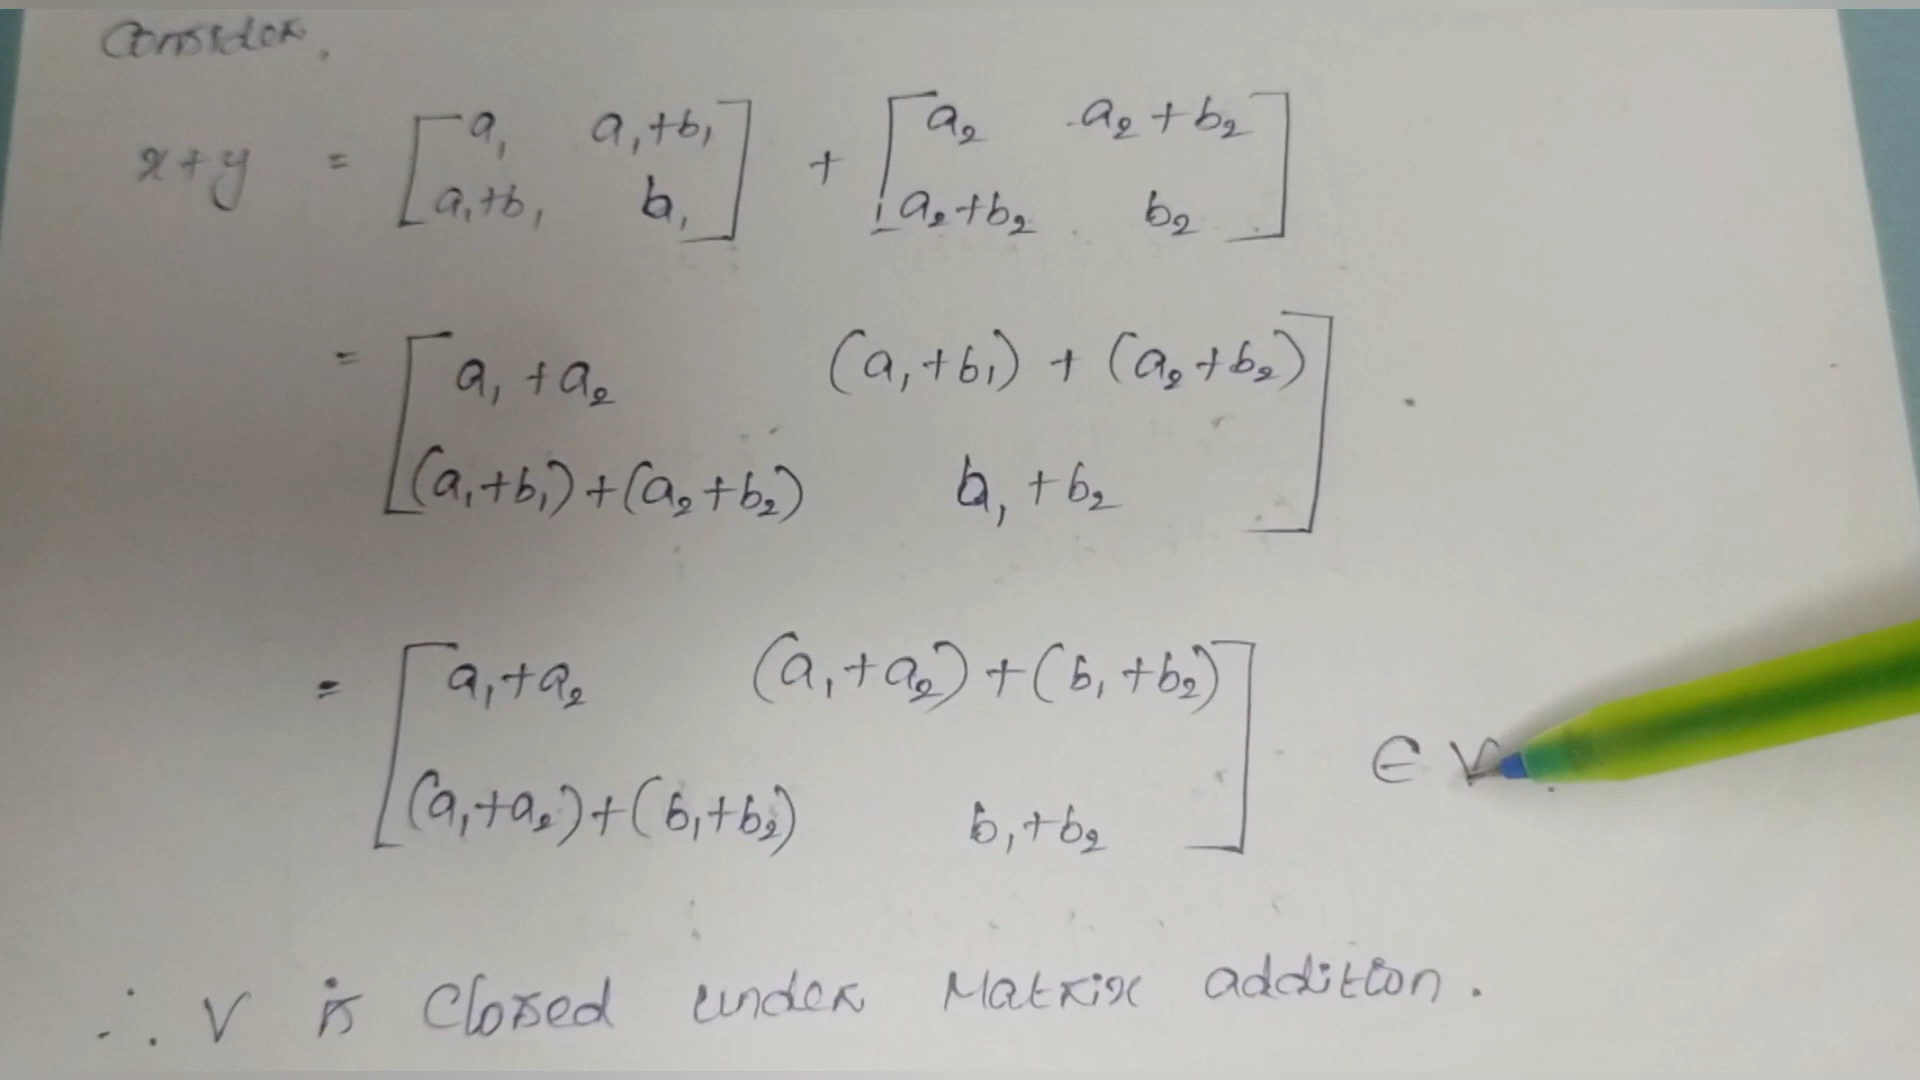 Consider,
x+y = [a₁ a₁+b₁] + [a₂ a₂+b₂]
[a₁+b₁ b₁] [a₂+b₂ b₂]
= [a₁+a₂ (a₁+b₁)+(a₂+b₂)]
[(a₁+b₁)+(a₂+b₂) b₁+b₂]
= [a₁+a₂ (a₁+a₂)+(b₁+b₂)]
∈ V.
[(a₁+a₂)+(b₁+b₂) b₁+b₂]
∴ V is Closed under Matrix addition.